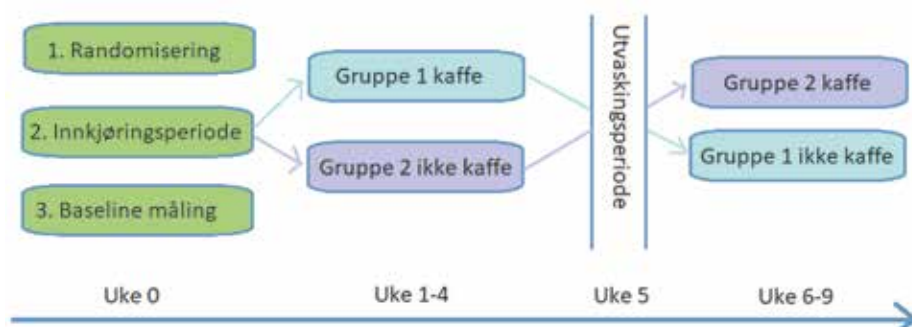 1. Randomisering
2. Innkjøringsperiode
3. Baseline måling
Gruppe 1 kaffe
Gruppe 2 ikke kaffe
Utvaskingsperiode
Gruppe 2 kaffe
Gruppe 1 ikke kaffe
Uke 0
Uke 1-4
Uke 5
Uke 6-9